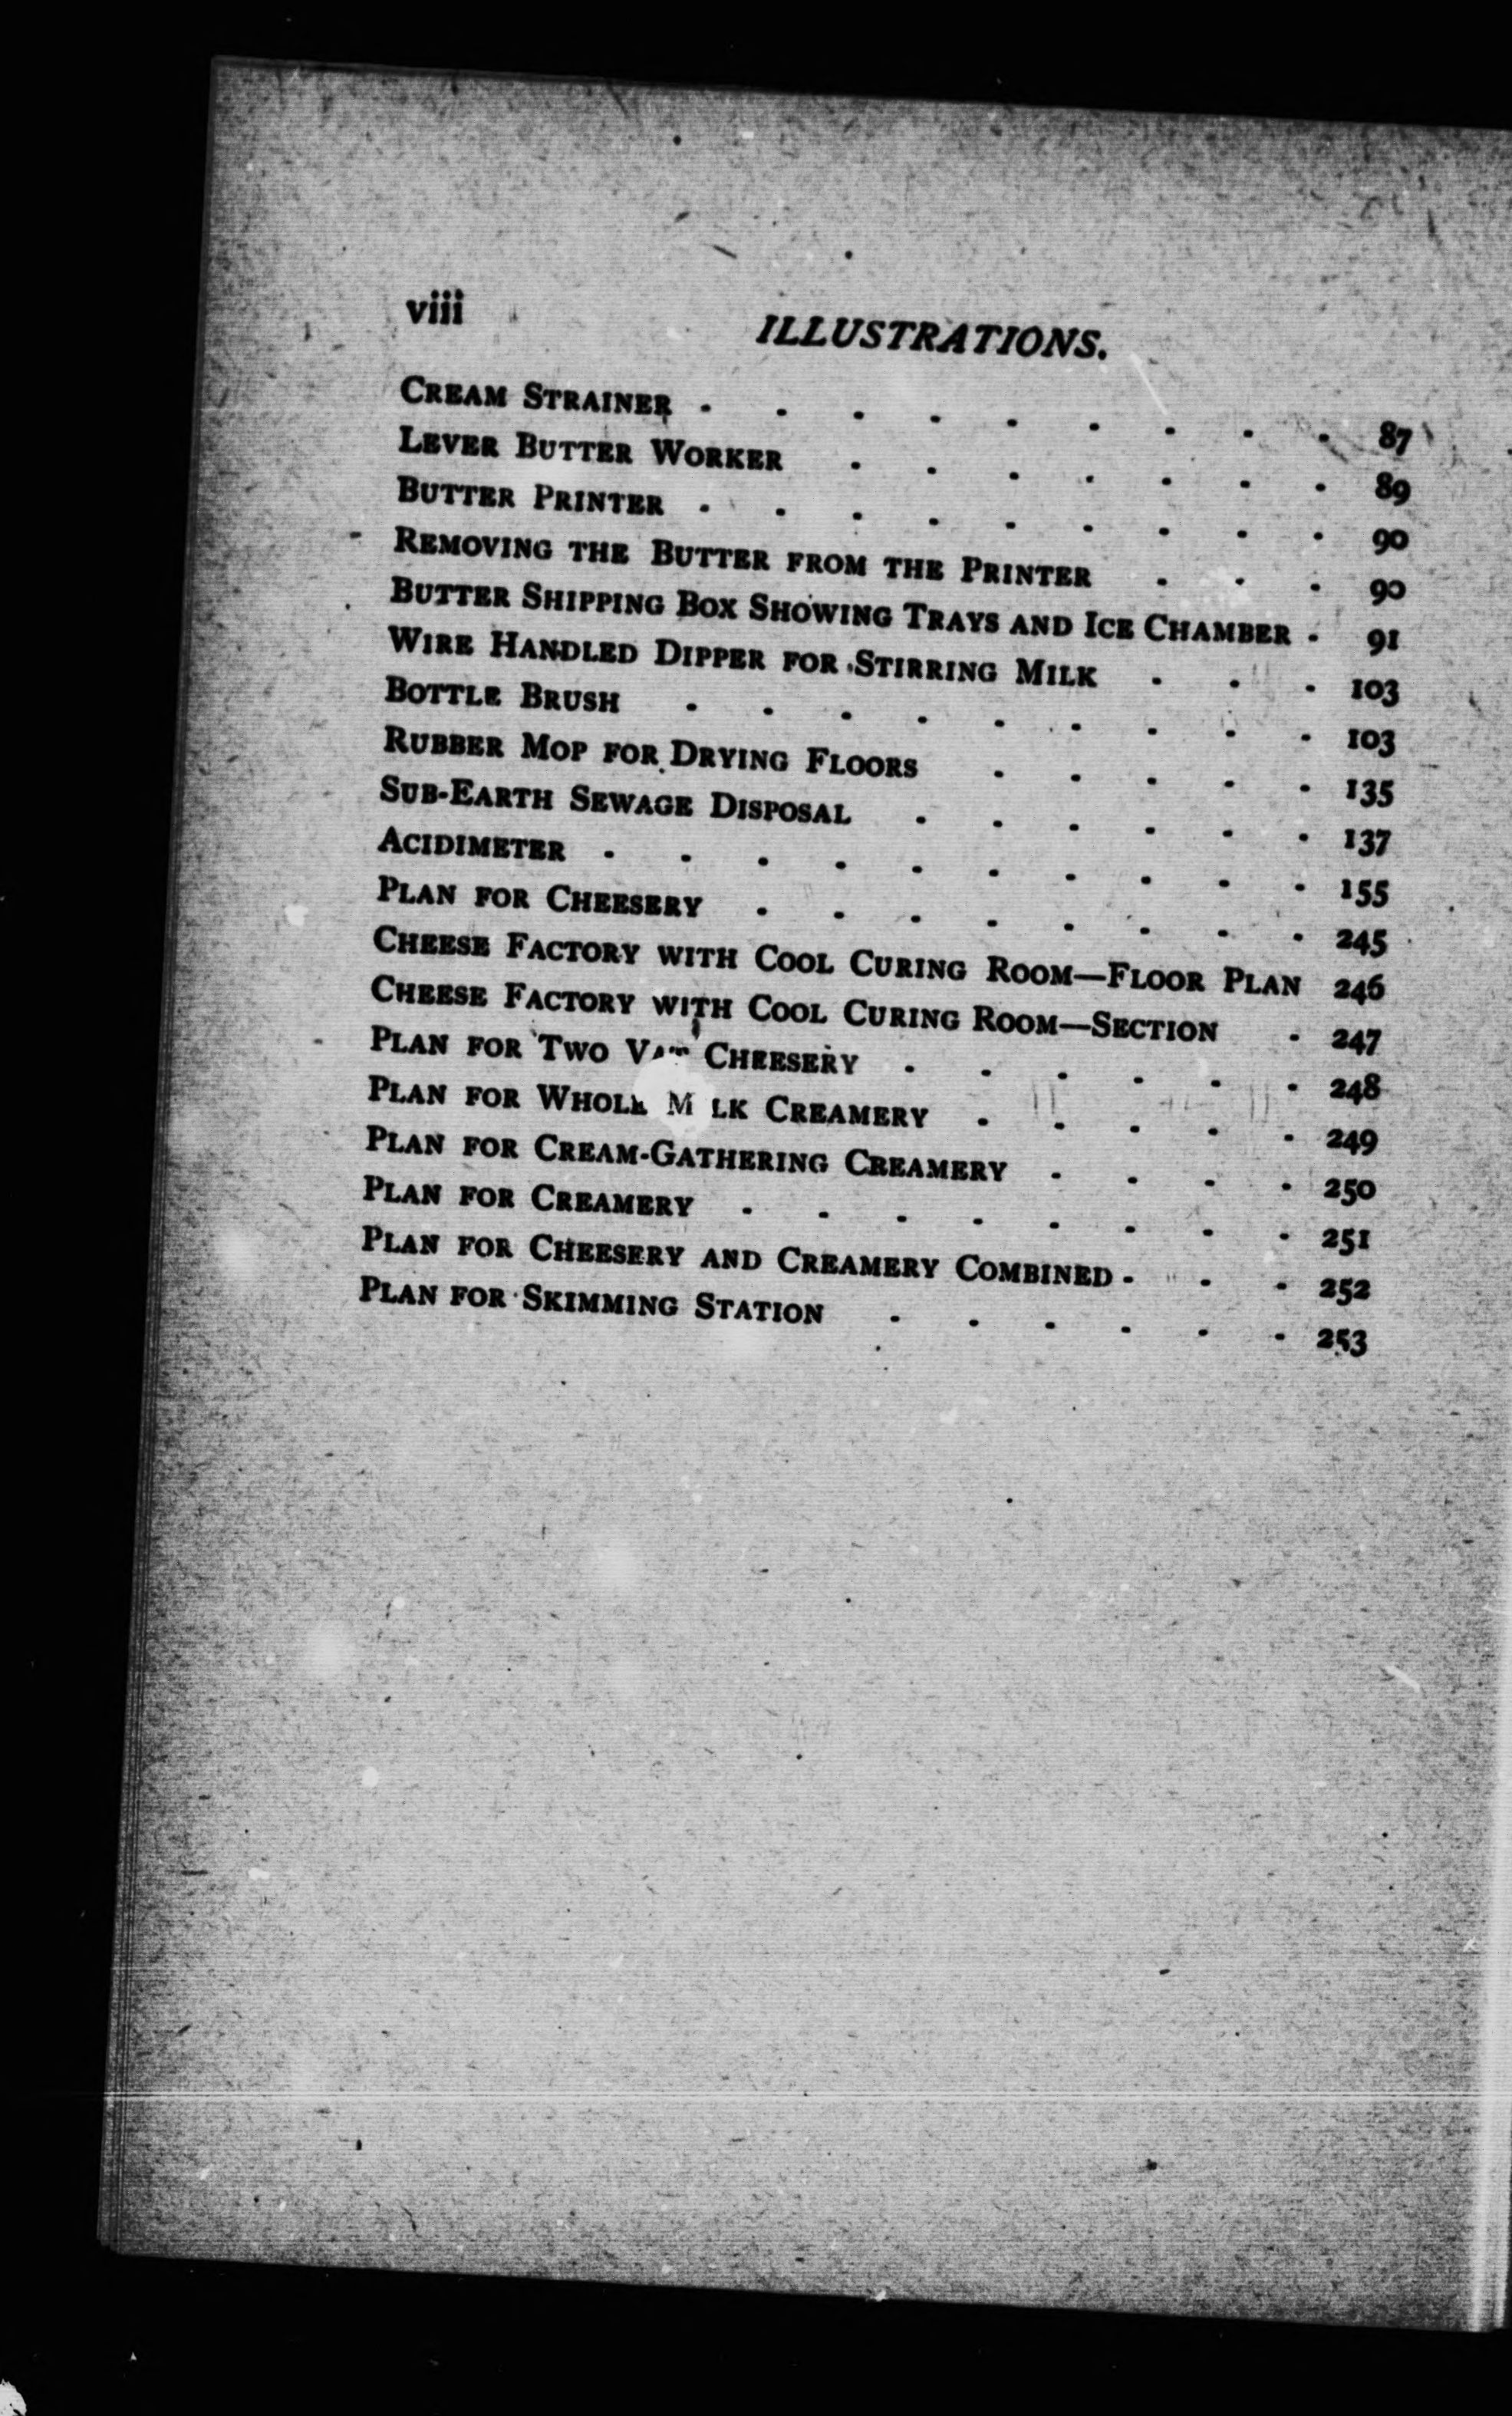 viii ILLUSTRATIONS.
CREAM STRAINER - - - - - - - - - 87
LEVER BUTTER WORKER - - - - - - - 89
BUTTER PRINTER - - - - - - - - - 90
REMOVING THE BUTTER FROM THE PRINTER - - - 90
BUTTER SHIPPING BOX SHOWING TRAYS AND ICE CHAMBER - 91
WIRE HANDLED DIPPER FOR STIRRING MILK - - - 103
BOTTLE BRUSH - - - - - - - - - 103
RUBBER MOP FOR DRYING FLOORS - - - - - 135
SUB-EARTH SEWAGE DISPOSAL - - - - - - 137
ACIDIMETER - - - - - - - - - - 155
PLAN FOR CHEESERY - - - - - - - - 245
CHEESE FACTORY WITH COOL CURING ROOM—FLOOR PLAN 246
CHEESE FACTORY WITH COOL CURING ROOM—SECTION - 247
PLAN FOR TWO VAT CHEESERY - - - - - - 248
PLAN FOR WHOLE MILK CREAMERY - - - - - 249
PLAN FOR CREAM-GATHERING CREAMERY - - - - 250
PLAN FOR CREAMERY - - - - - - - - 251
PLAN FOR CHEESERY AND CREAMERY COMBINED - - - 252
PLAN FOR SKIMMING STATION - - - - - - 253